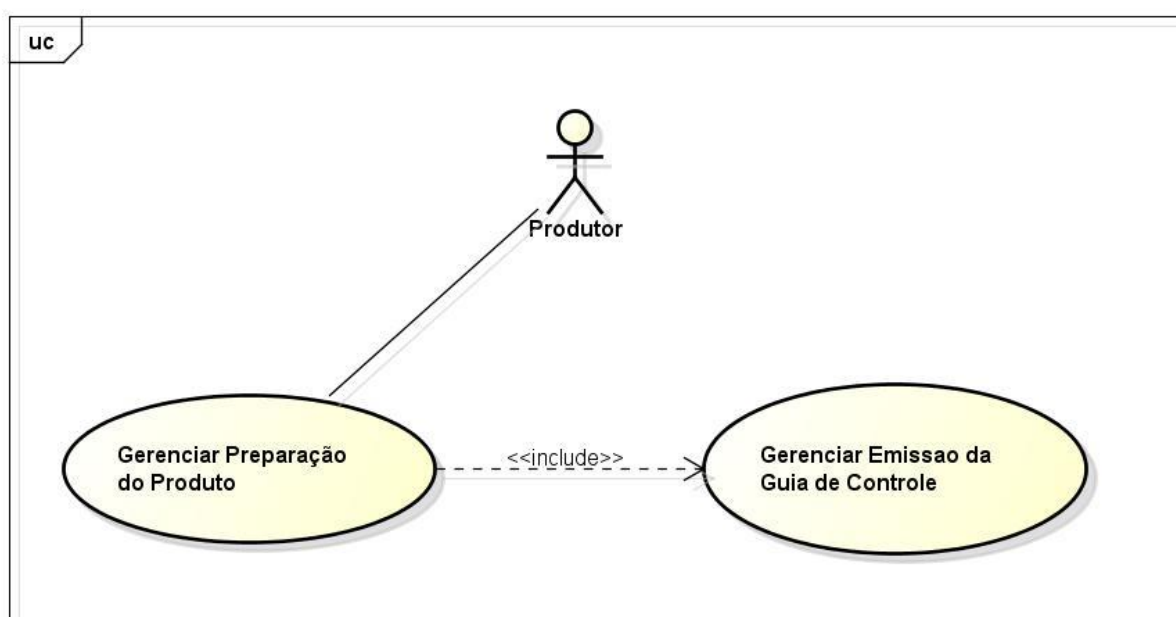 uc
Produtor
Gerenciar Preparação
do Produto
<<include>>
Gerenciar Emissao da
Guia de Controle